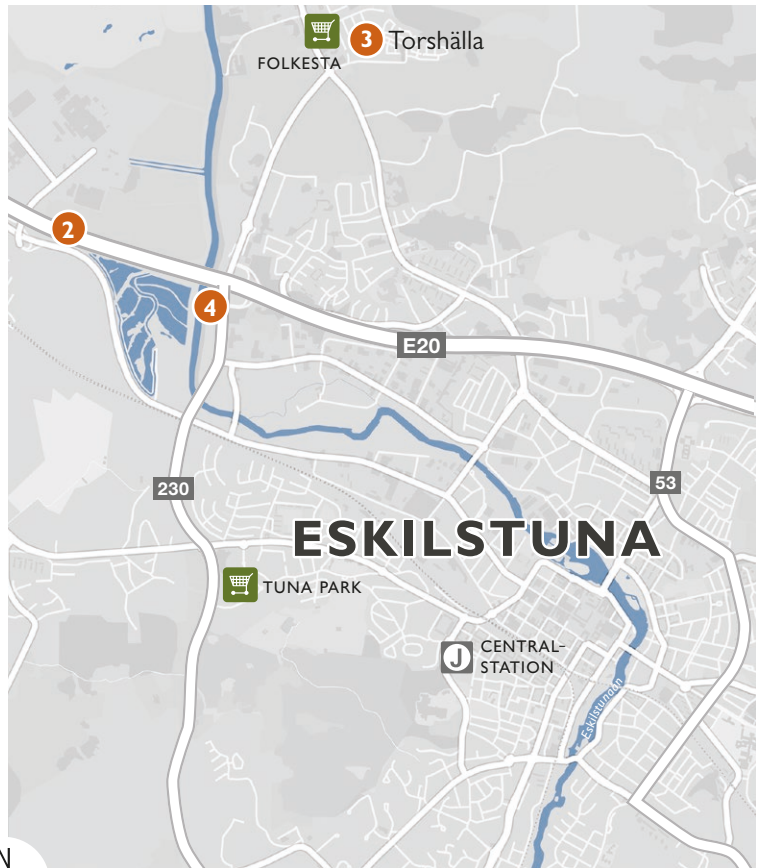 3 Torshälla
FOLKESTA
2
4
E20
230
53
ESKILSTUNA
TUNA PARK
J
CENTRAL-
STATION
Eskilstunaån
N